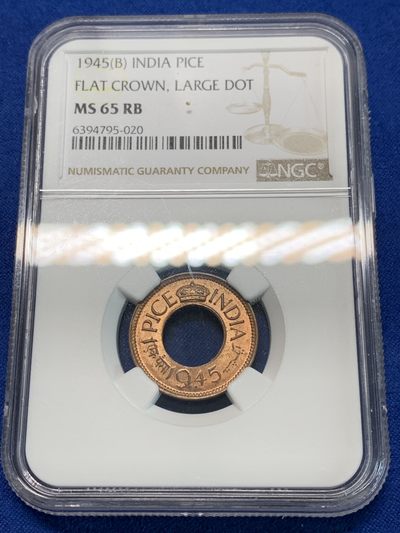 1945(B) INDIA PICE
FLAT CROWN, LARGE DOT
MS 65 RB
6394795-020
NUMISMATIC GUARANTY COMPANY
NGC
1 PICE INDIA
1945